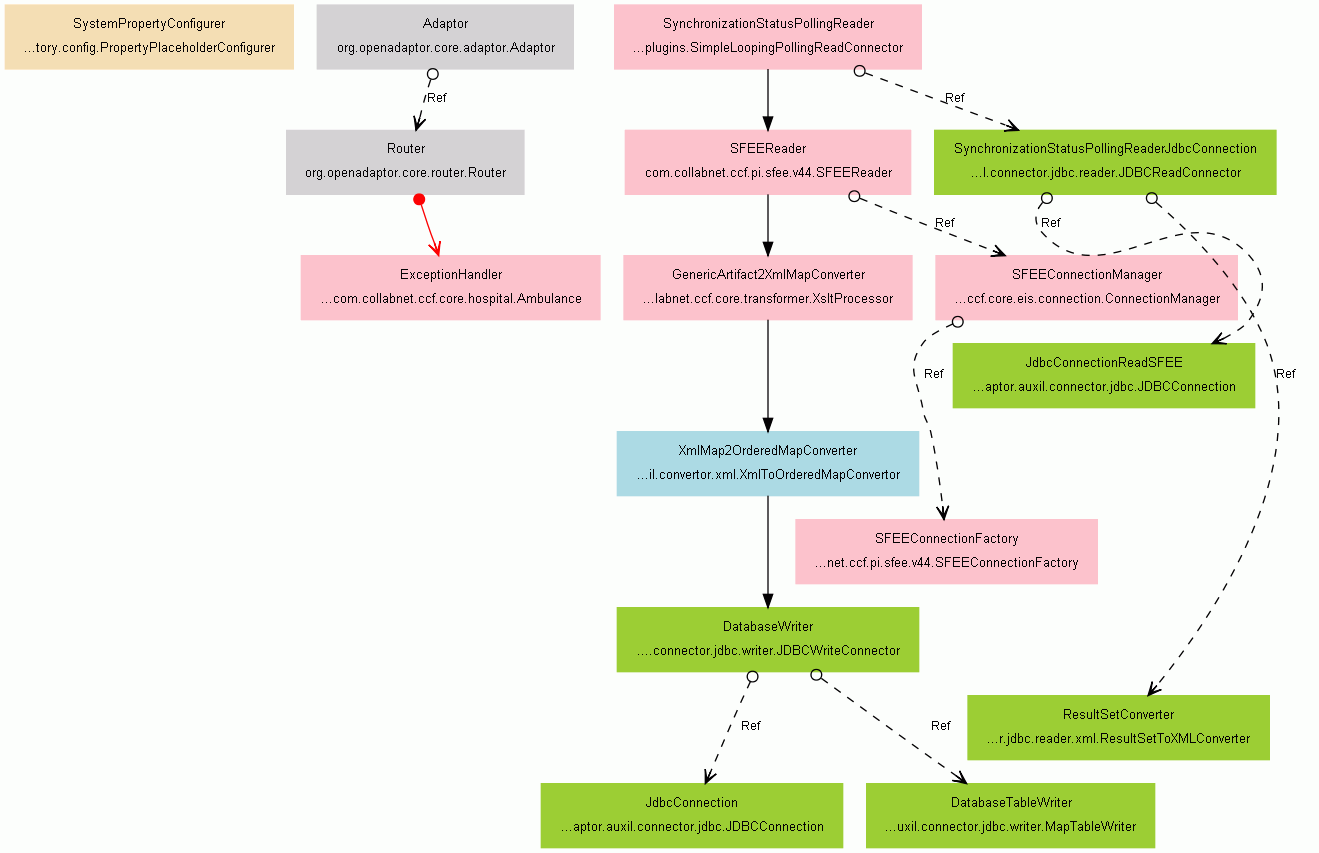 SystemPropertyConfigurer
...tory.config.PropertyPlaceholderConfigurer
Adaptor
org.openadaptor.core.adaptor.Adaptor
SynchronizationStatusPollingReader
...plugins.SimpleLoopingPollingReadConnector
Ref
Ref
Router
org.openadaptor.core.router.Router
SFEEReader
com.collabnet.ccf.pi.sfee.v44.SFEEReader
SynchronizationStatusPollingReaderJdbcConnection
...l.connector.jdbc.reader.JDBCReadConnector
Ref
Ref
ExceptionHandler
...com.collabnet.ccf.core.hospital.Ambulance
GenericArtifact2XmlMapConverter
...labnet.ccf.core.transformer.XsltProcessor
SFEEConnectionManager
...ccf.core.eis.connection.ConnectionManager
JdbcConnectionReadSFEE
...aptor.auxil.connector.jdbc.JDBCConnection
Ref
Ref
XmlMap2OrderedMapConverter
...il.convertor.xml.XmlToOrderedMapConvertor
SFEEConnectionFactory
...net.ccf.pi.sfee.v44.SFEEConnectionFactory
DatabaseWriter
....connector.jdbc.writer.JDBCWriteConnector
Ref
Ref
ResultSetConverter
...r.jdbc.reader.xml.ResultSetToXMLConverter
JdbcConnection
...aptor.auxil.connector.jdbc.JDBCConnection
DatabaseTableWriter
...uxil.connector.jdbc.writer.MapTableWriter